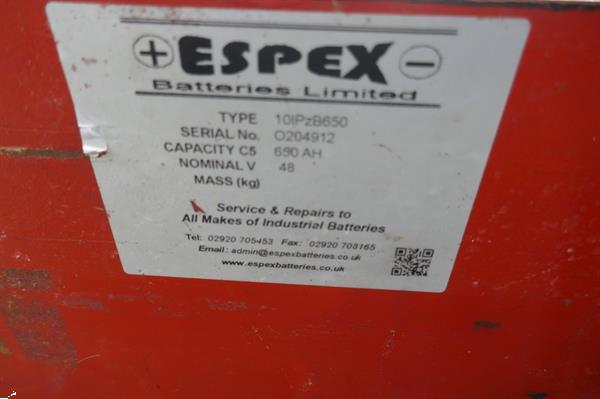 + ESPEX -
Batteries Limited
TYPE 10IPzB650
SERIAL No. O204912
CAPACITY C5 650 AH
NOMINAL V 48
MASS (kg)
Service & Repairs to
All Makes of Industrial Batteries
Tel: 02920 705453 Fax: 02920 708165
Email: admin@espexbatteries.co.uk
www.espexbatteries.co.uk